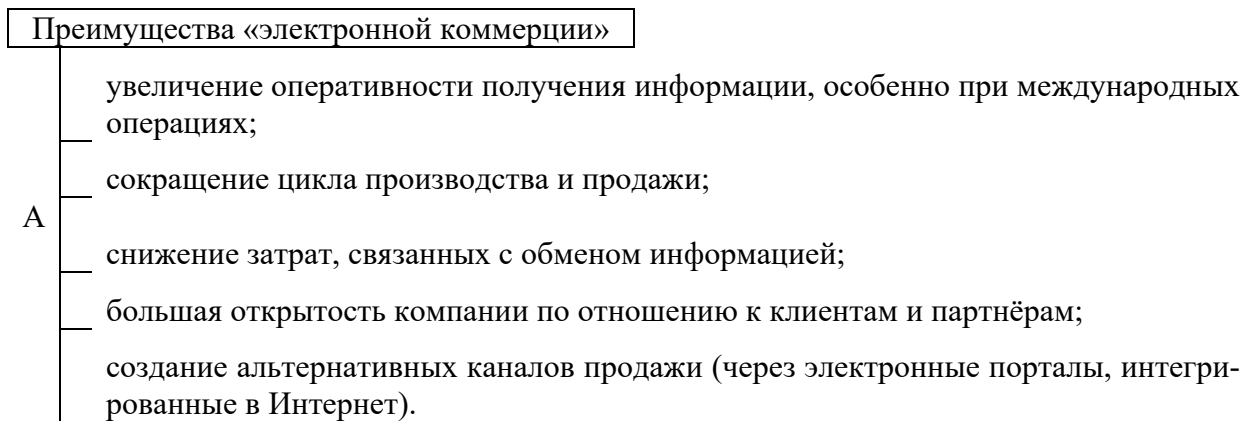 Преимущества «электронной коммерции»
увеличение оперативности получения информации, особенно при международных
операциях;
сокращение цикла производства и продажи;
А
снижение затрат, связанных с обменом информацией;
большая открытость компании по отношению к клиентам и партнёрам;
создание альтернативных каналов продажи (через электронные порталы, интегри-
рованные в Интернет).